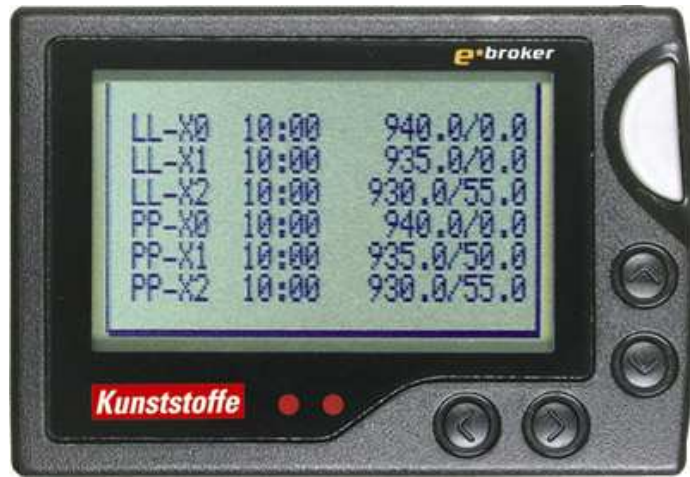 e*broker
LL-X0 10:00 940.0/0.0
LL-X1 10:00 935.0/0.0
LL-X2 10:00 930.0/55.0
PP-X0 10:00 940.0/0.0
PP-X1 10:00 935.0/50.0
PP-X2 10:00 930.0/55.0
Kunststoffe